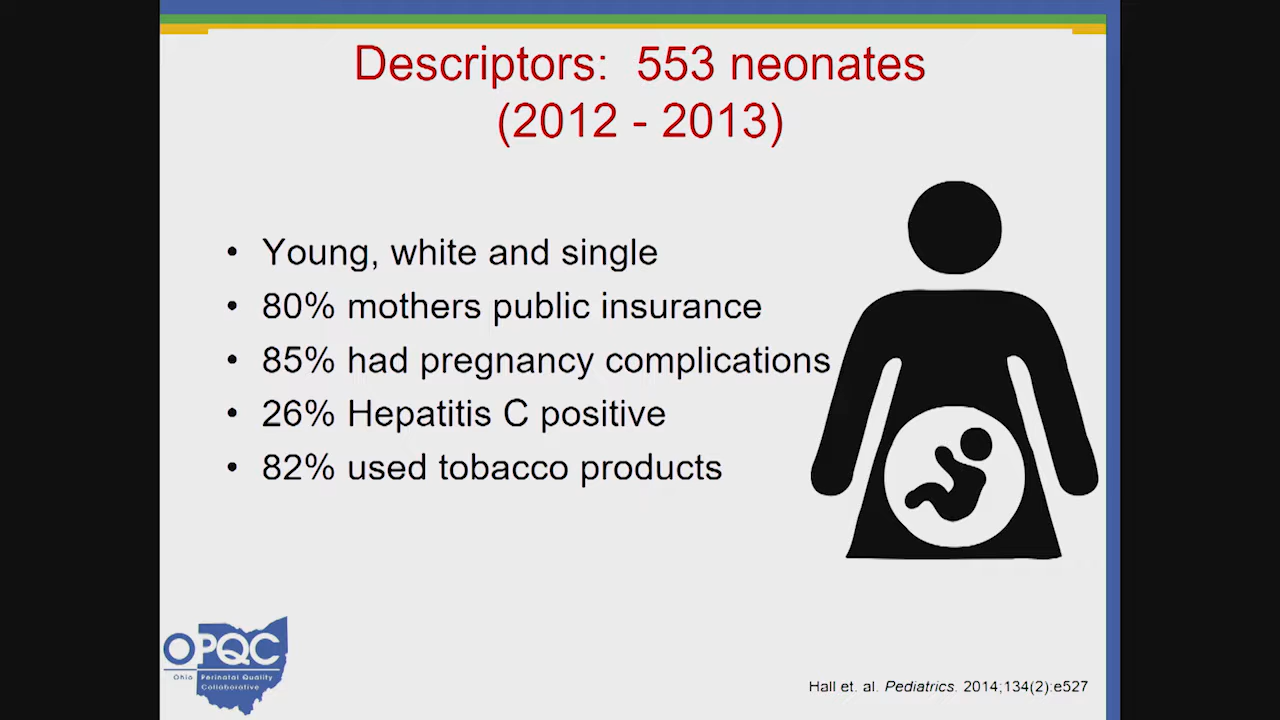 Descriptors: 553 neonates
(2012 - 2013)
• Young, white and single
• 80% mothers public insurance
• 85% had pregnancy complications
• 26% Hepatitis C positive
• 82% used tobacco products
OPQC
Ohio Perinatal Quality
Collaborative
Hall et. al. Pediatrics. 2014;134(2):e527